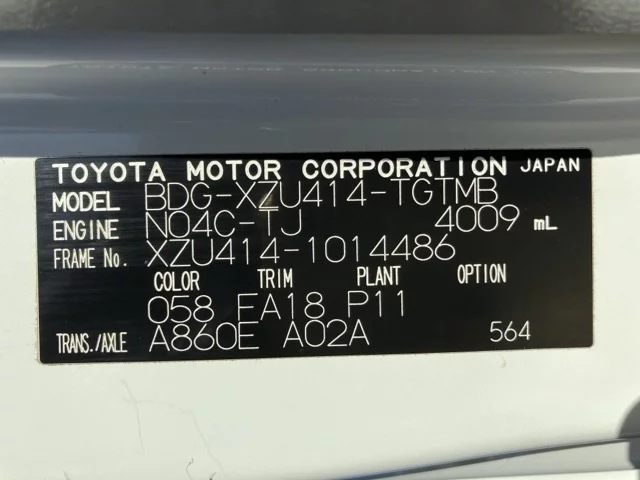 TOYOTA MOTOR CORPORATION JAPAN
MODEL BDG-XZU414-TGTMB
ENGINE N04C-TJ 4009 mL
FRAME No. XZU414-1014486
COLOR TRIM PLANT OPTION
058 FA18 P11
TRANS./AXLE A860E A02A 564